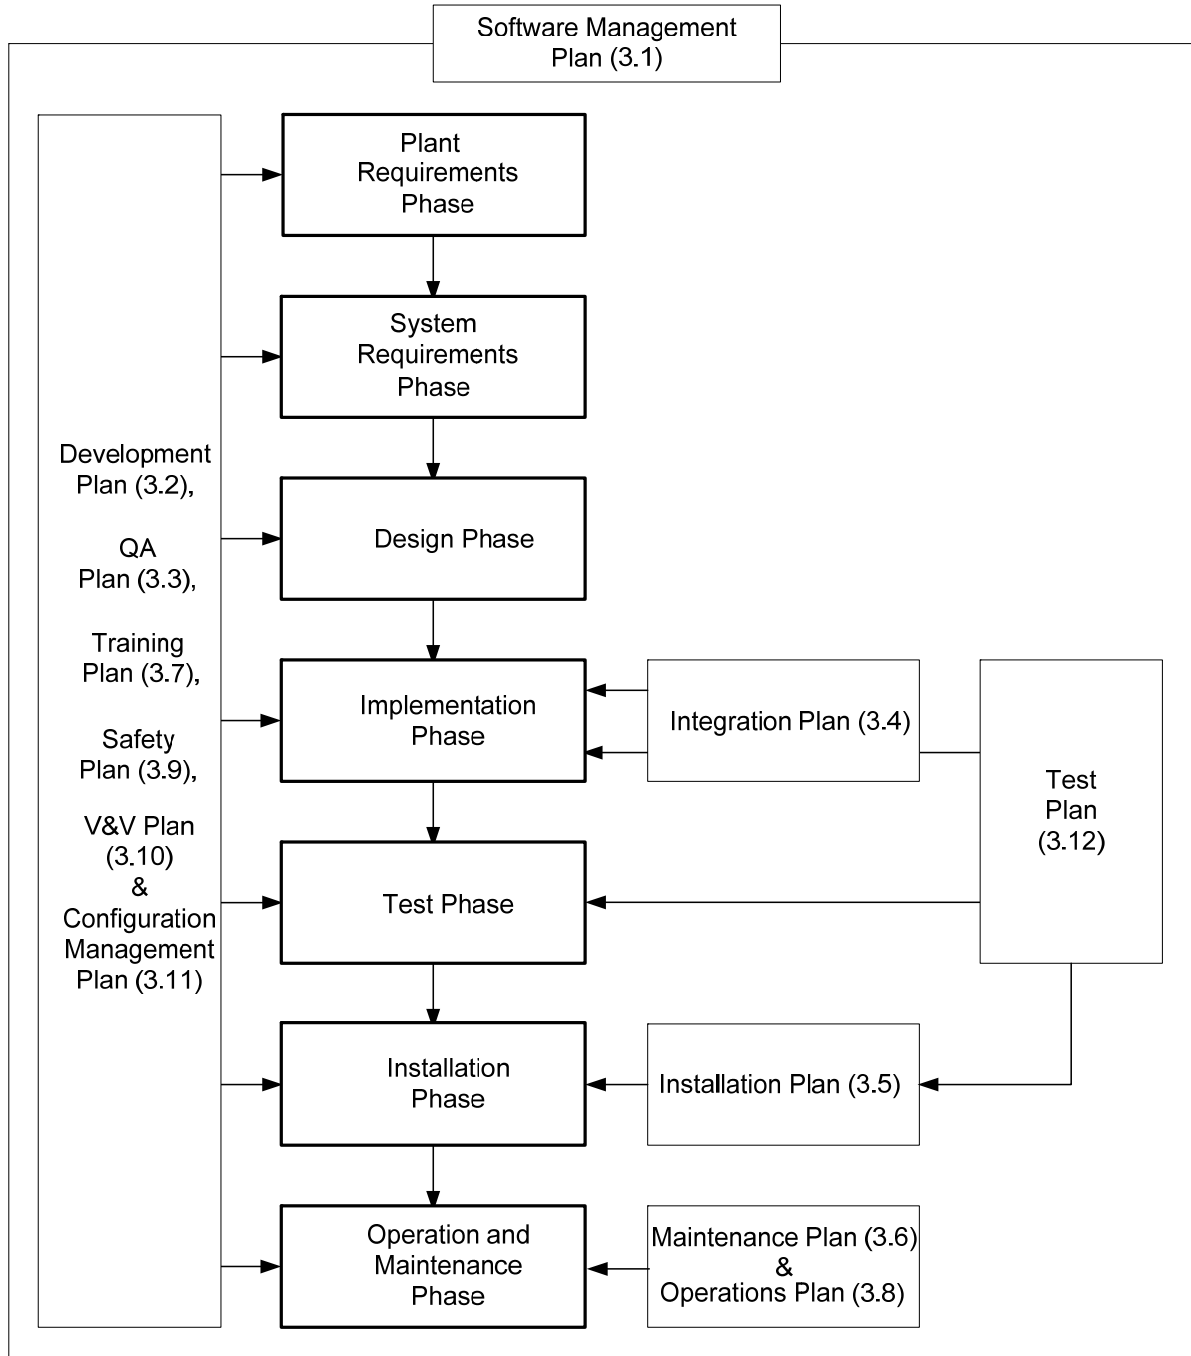 Software Management
Plan (3.1)
Plant
Requirements
Phase
System
Requirements
Phase
Development
Plan (3.2),
QA
Plan (3.3),
Training
Plan (3.7),
Safety
Plan (3.9),
V&V Plan
(3.10)
&
Configuration
Management
Plan (3.11)
Design Phase
Implementation
Phase
Integration Plan (3.4)
Test
Plan
(3.12)
Test Phase
Installation
Phase
Installation Plan (3.5)
Operation and
Maintenance
Phase
Maintenance Plan (3.6)
&
Operations Plan (3.8)